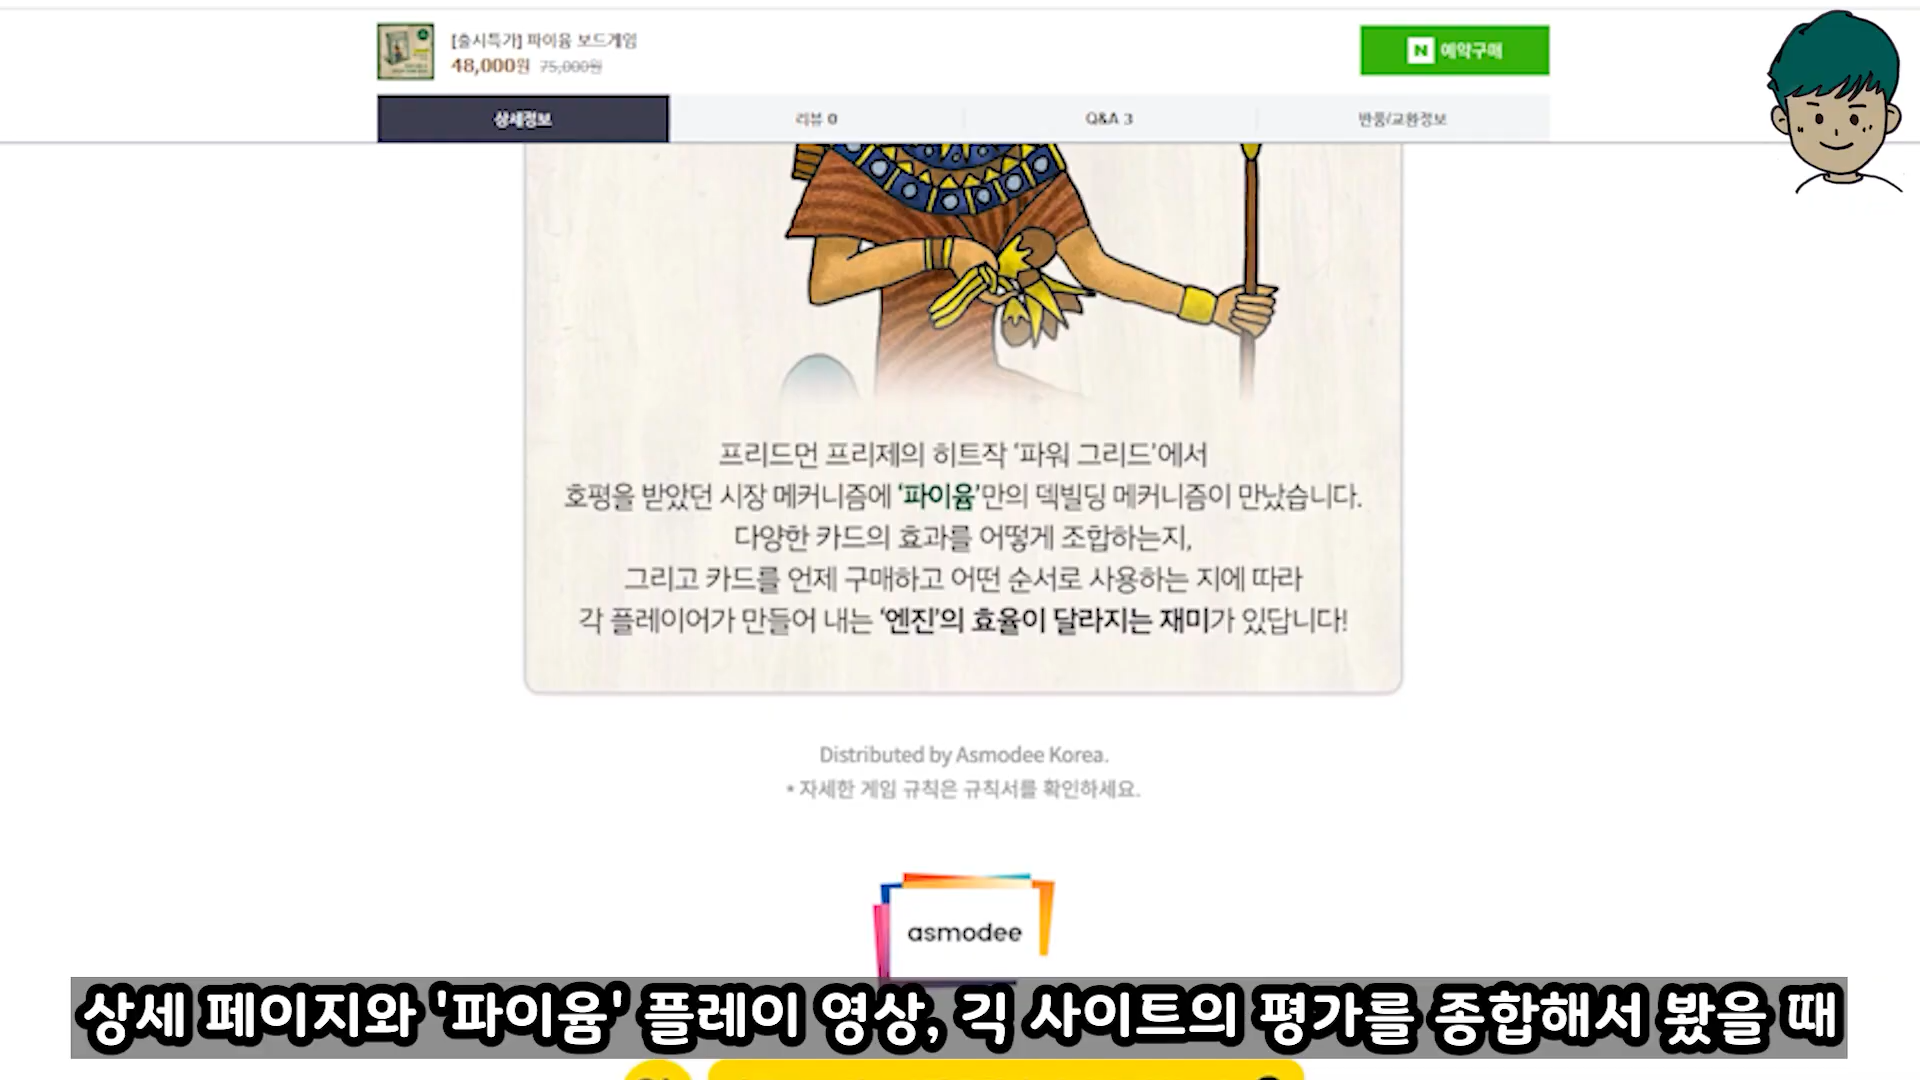 [출시특가] 파이윰 보드게임
48,000원 75,000원
N 예약구매
상세정보
리뷰 0
Q&A 3
반품/교환정보
프리드먼 프리제의 히트작 ‘파워 그리드’에서
호평을 받았던 시장 메커니즘에 ‘파이윰’만의 덱빌딩 메커니즘이 만났습니다.
다양한 카드의 효과를 어떻게 조합하는지,
그리고 카드를 언제 구매하고 어떤 순서로 사용하는 지에 따라
각 플레이어가 만들어 내는 ‘엔진’의 효율이 달라지는 재미가 있답니다!
Distributed by Asmodee Korea.
* 자세한 게임 규칙은 규칙서를 확인하세요.
asmodee
상세 페이지와 '파이윰' 플레이 영상, 긱 사이트의 평가를 종합해서 봤을 때